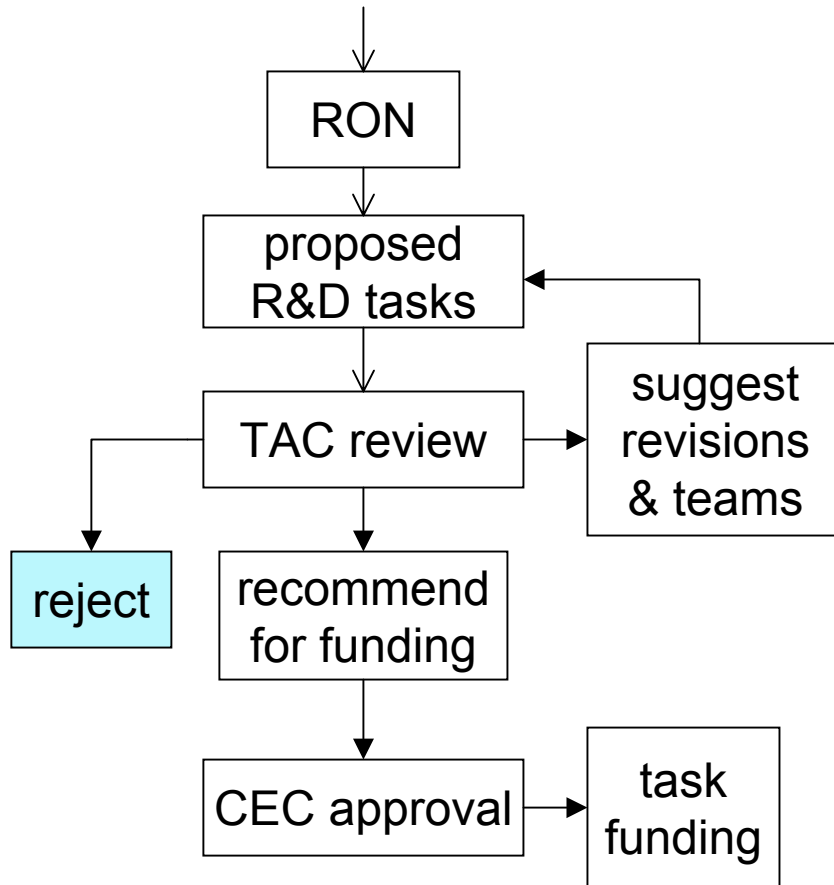 RON
proposed
R&D tasks
TAC review
suggest
revisions
& teams
reject
recommend
for funding
CEC approval
task
funding